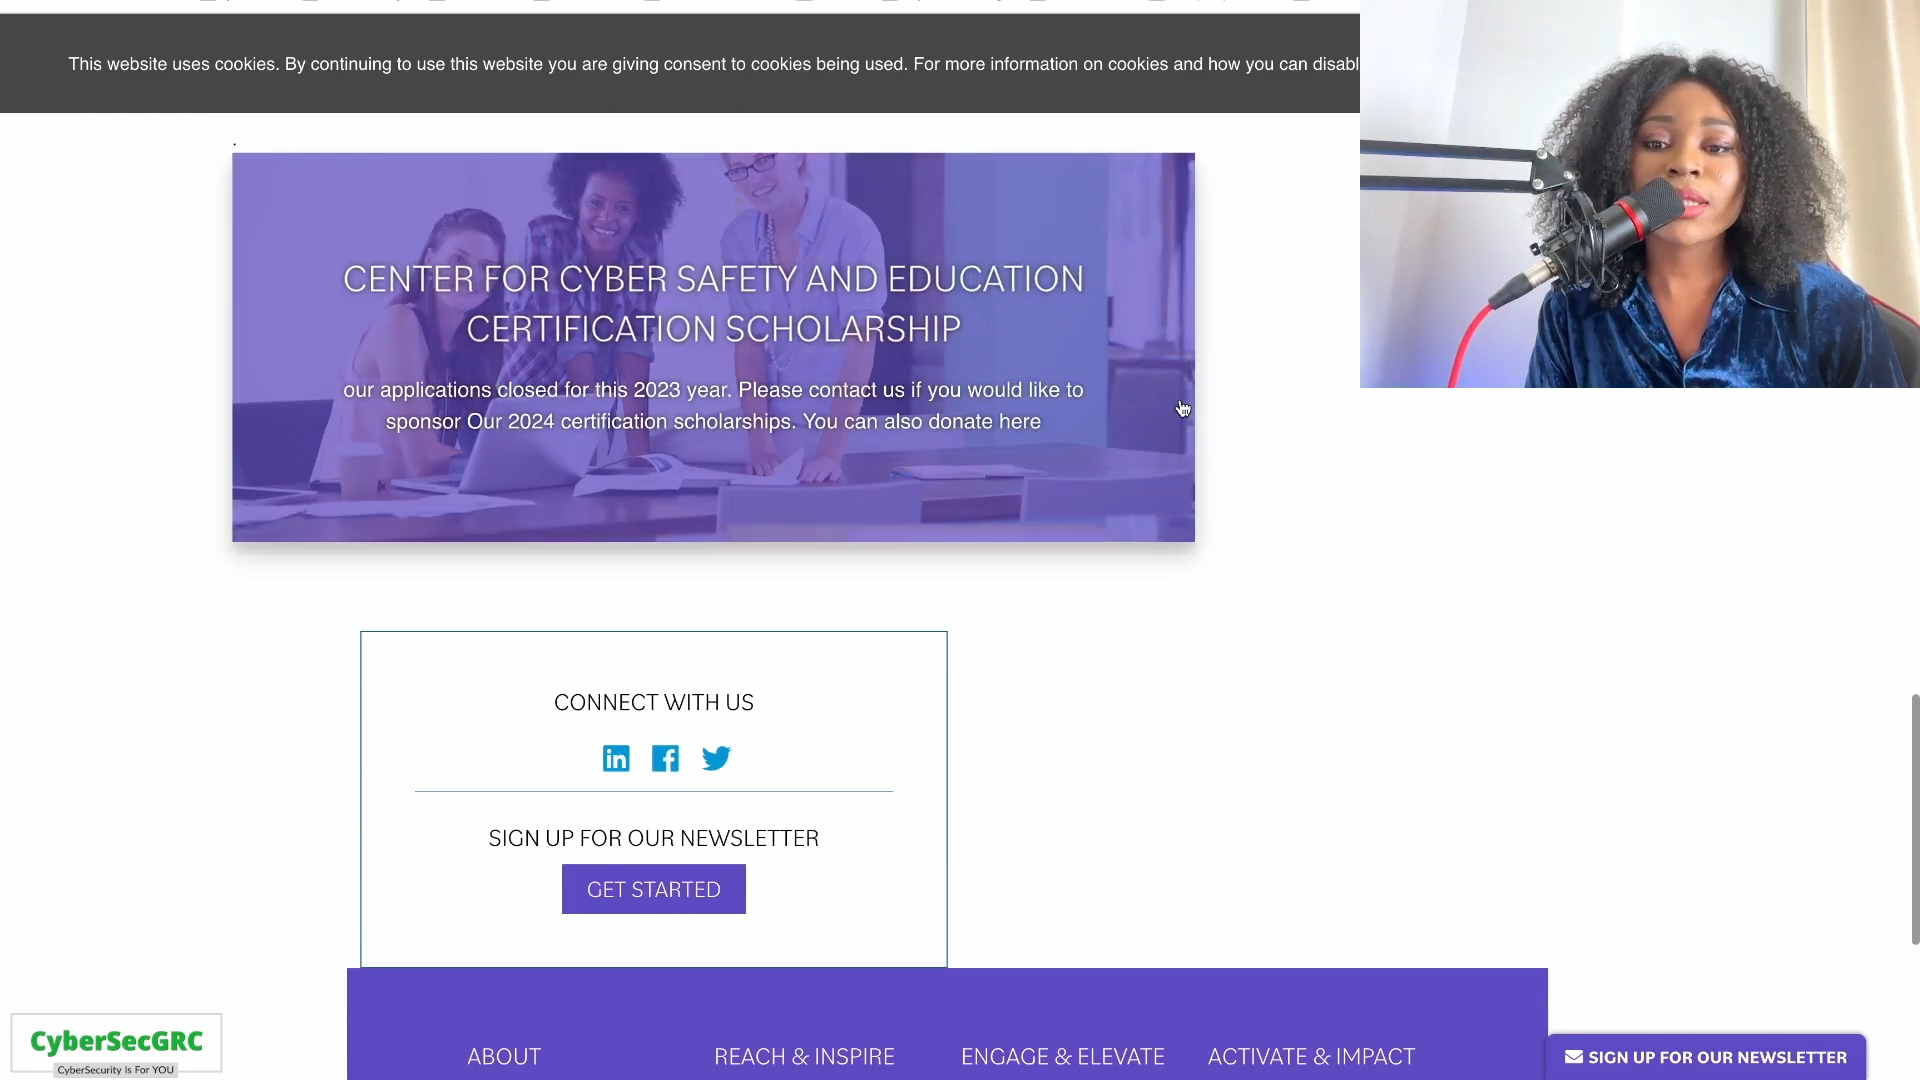 This website uses cookies. By continuing to use this website you are giving consent to cookies being used. For more information on cookies and how you can disabl
.
CENTER FOR CYBER SAFETY AND EDUCATION
CERTIFICATION SCHOLARSHIP
our applications closed for this 2023 year. Please contact us if you would like to
sponsor Our 2024 certification scholarships. You can also donate here
CONNECT WITH US
SIGN UP FOR OUR NEWSLETTER
GET STARTED
ABOUT
REACH & INSPIRE
ENGAGE & ELEVATE
ACTIVATE & IMPACT
SIGN UP FOR OUR NEWSLETTER
CyberSecGRC
CyberSecurity Is For YOU